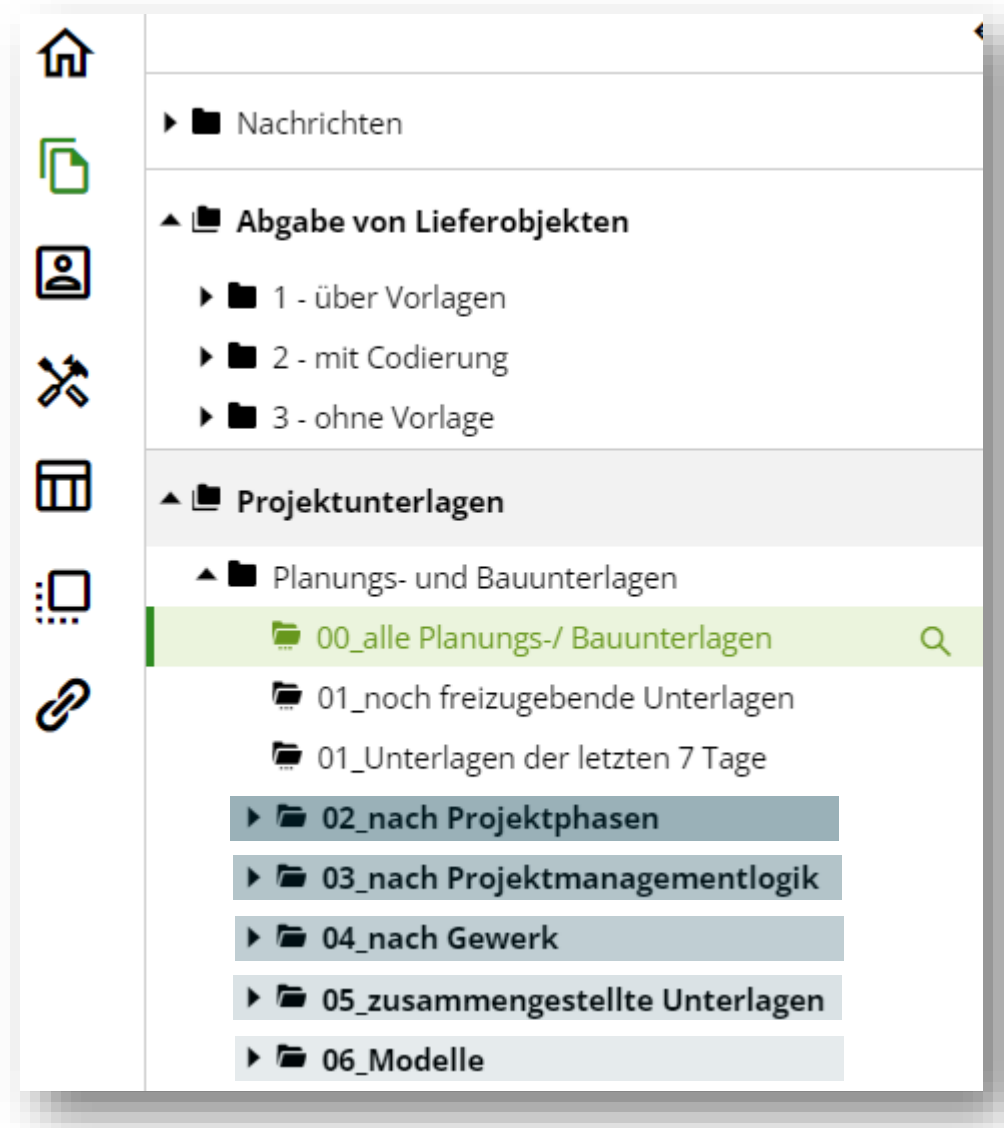 Nachrichten
Abgabe von Lieferobjekten
1 - über Vorlagen
2 - mit Codierung
3 - ohne Vorlage
Projektunterlagen
Planungs- und Bauunterlagen
00_alle Planungs-/ Bauunterlagen
01_noch freizugebende Unterlagen
01_Unterlagen der letzten 7 Tage
02_nach Projektphasen
03_nach Projektmanagementlogik
04_nach Gewerk
05_zusammengestellte Unterlagen
06_Modelle